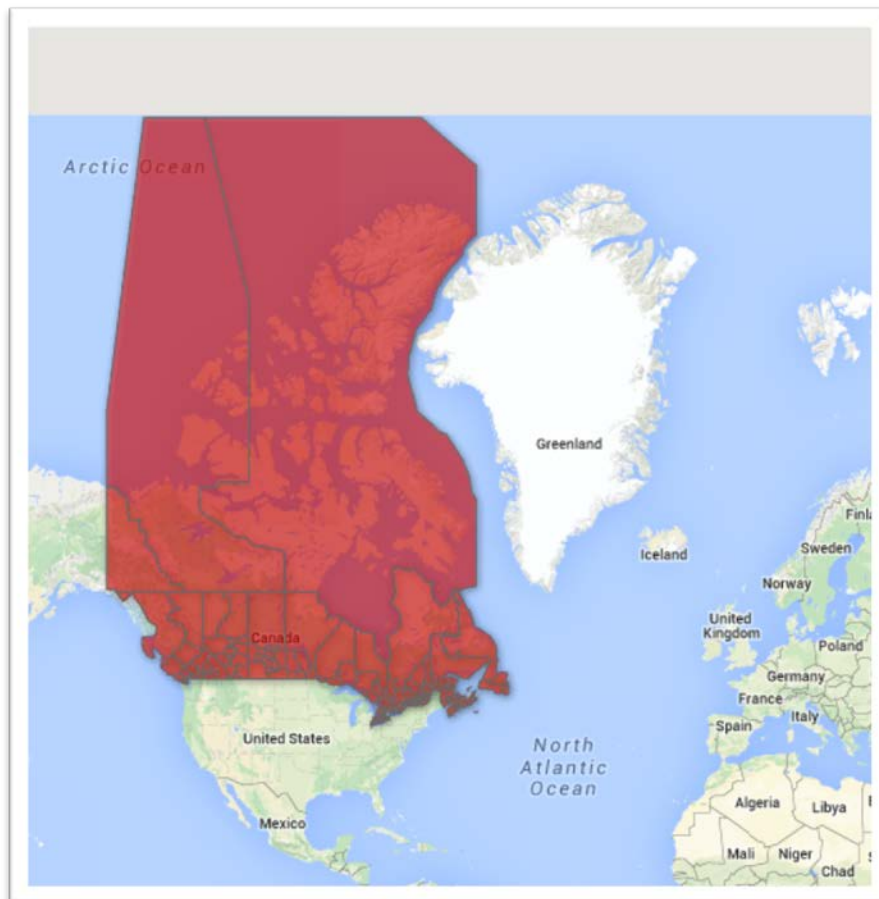 Arctic Ocean
Greenland
Iceland
Sweden
Norway
United
Kingdom
Poland
Germany
France
Italy
Spain
Canada
United States
North
Atlantic
Ocean
Mexico
Algeria
Libya
Mali
Niger
Chad